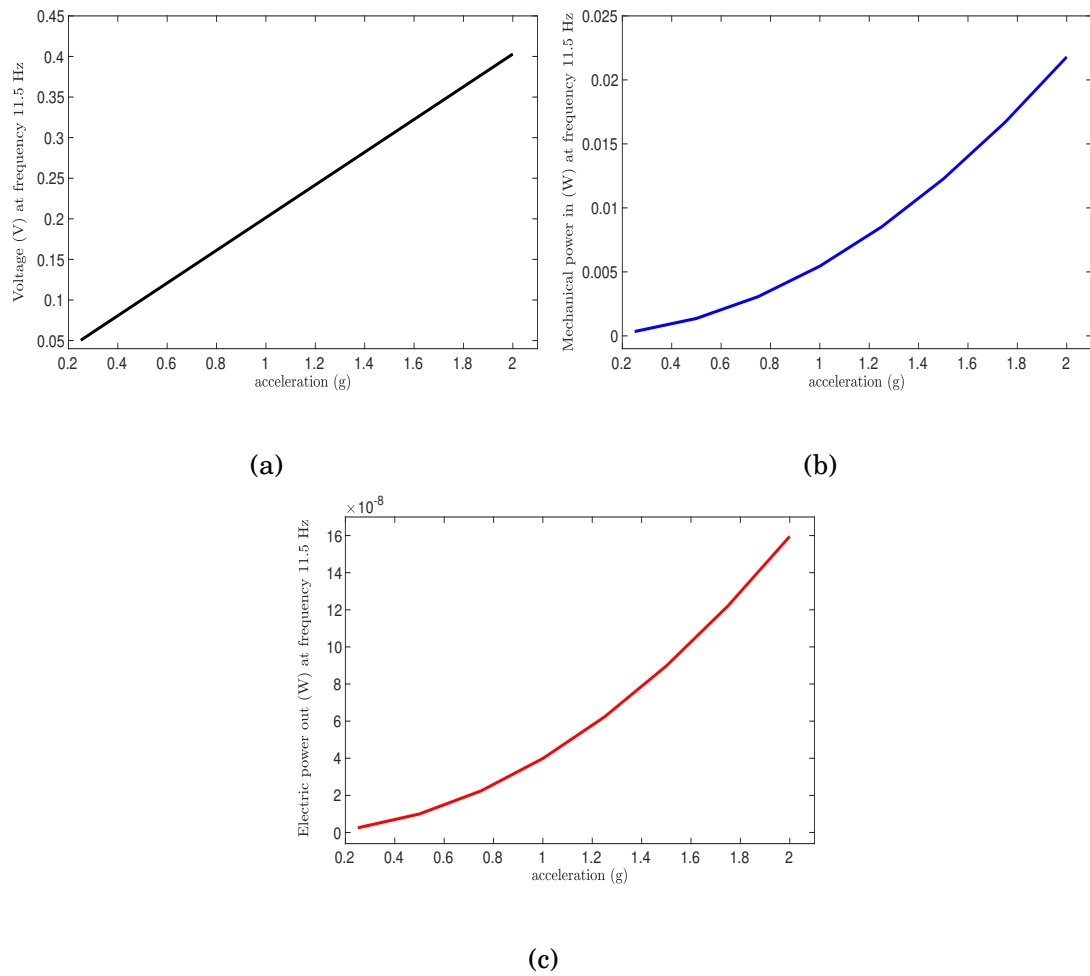 0.45
0.4
0.35
0.3
0.25
0.2
0.15
0.1
0.05
0.2 0.4 0.6 0.8 1 1.2 1.4 1.6 1.8 2
Voltage (V) at frequency 11.5 Hz
acceleration (g)
(a)
0.025
0.02
0.015
0.01
0.005
0
0.2 0.4 0.6 0.8 1 1.2 1.4 1.6 1.8 2
Mechanical power in (W) at frequency 11.5 Hz
acceleration (g)
(b)
×10-8
16
14
12
10
8
6
4
2
0
0.2 0.4 0.6 0.8 1 1.2 1.4 1.6 1.8 2
Electric power out (W) at frequency 11.5 Hz
acceleration (g)
(c)